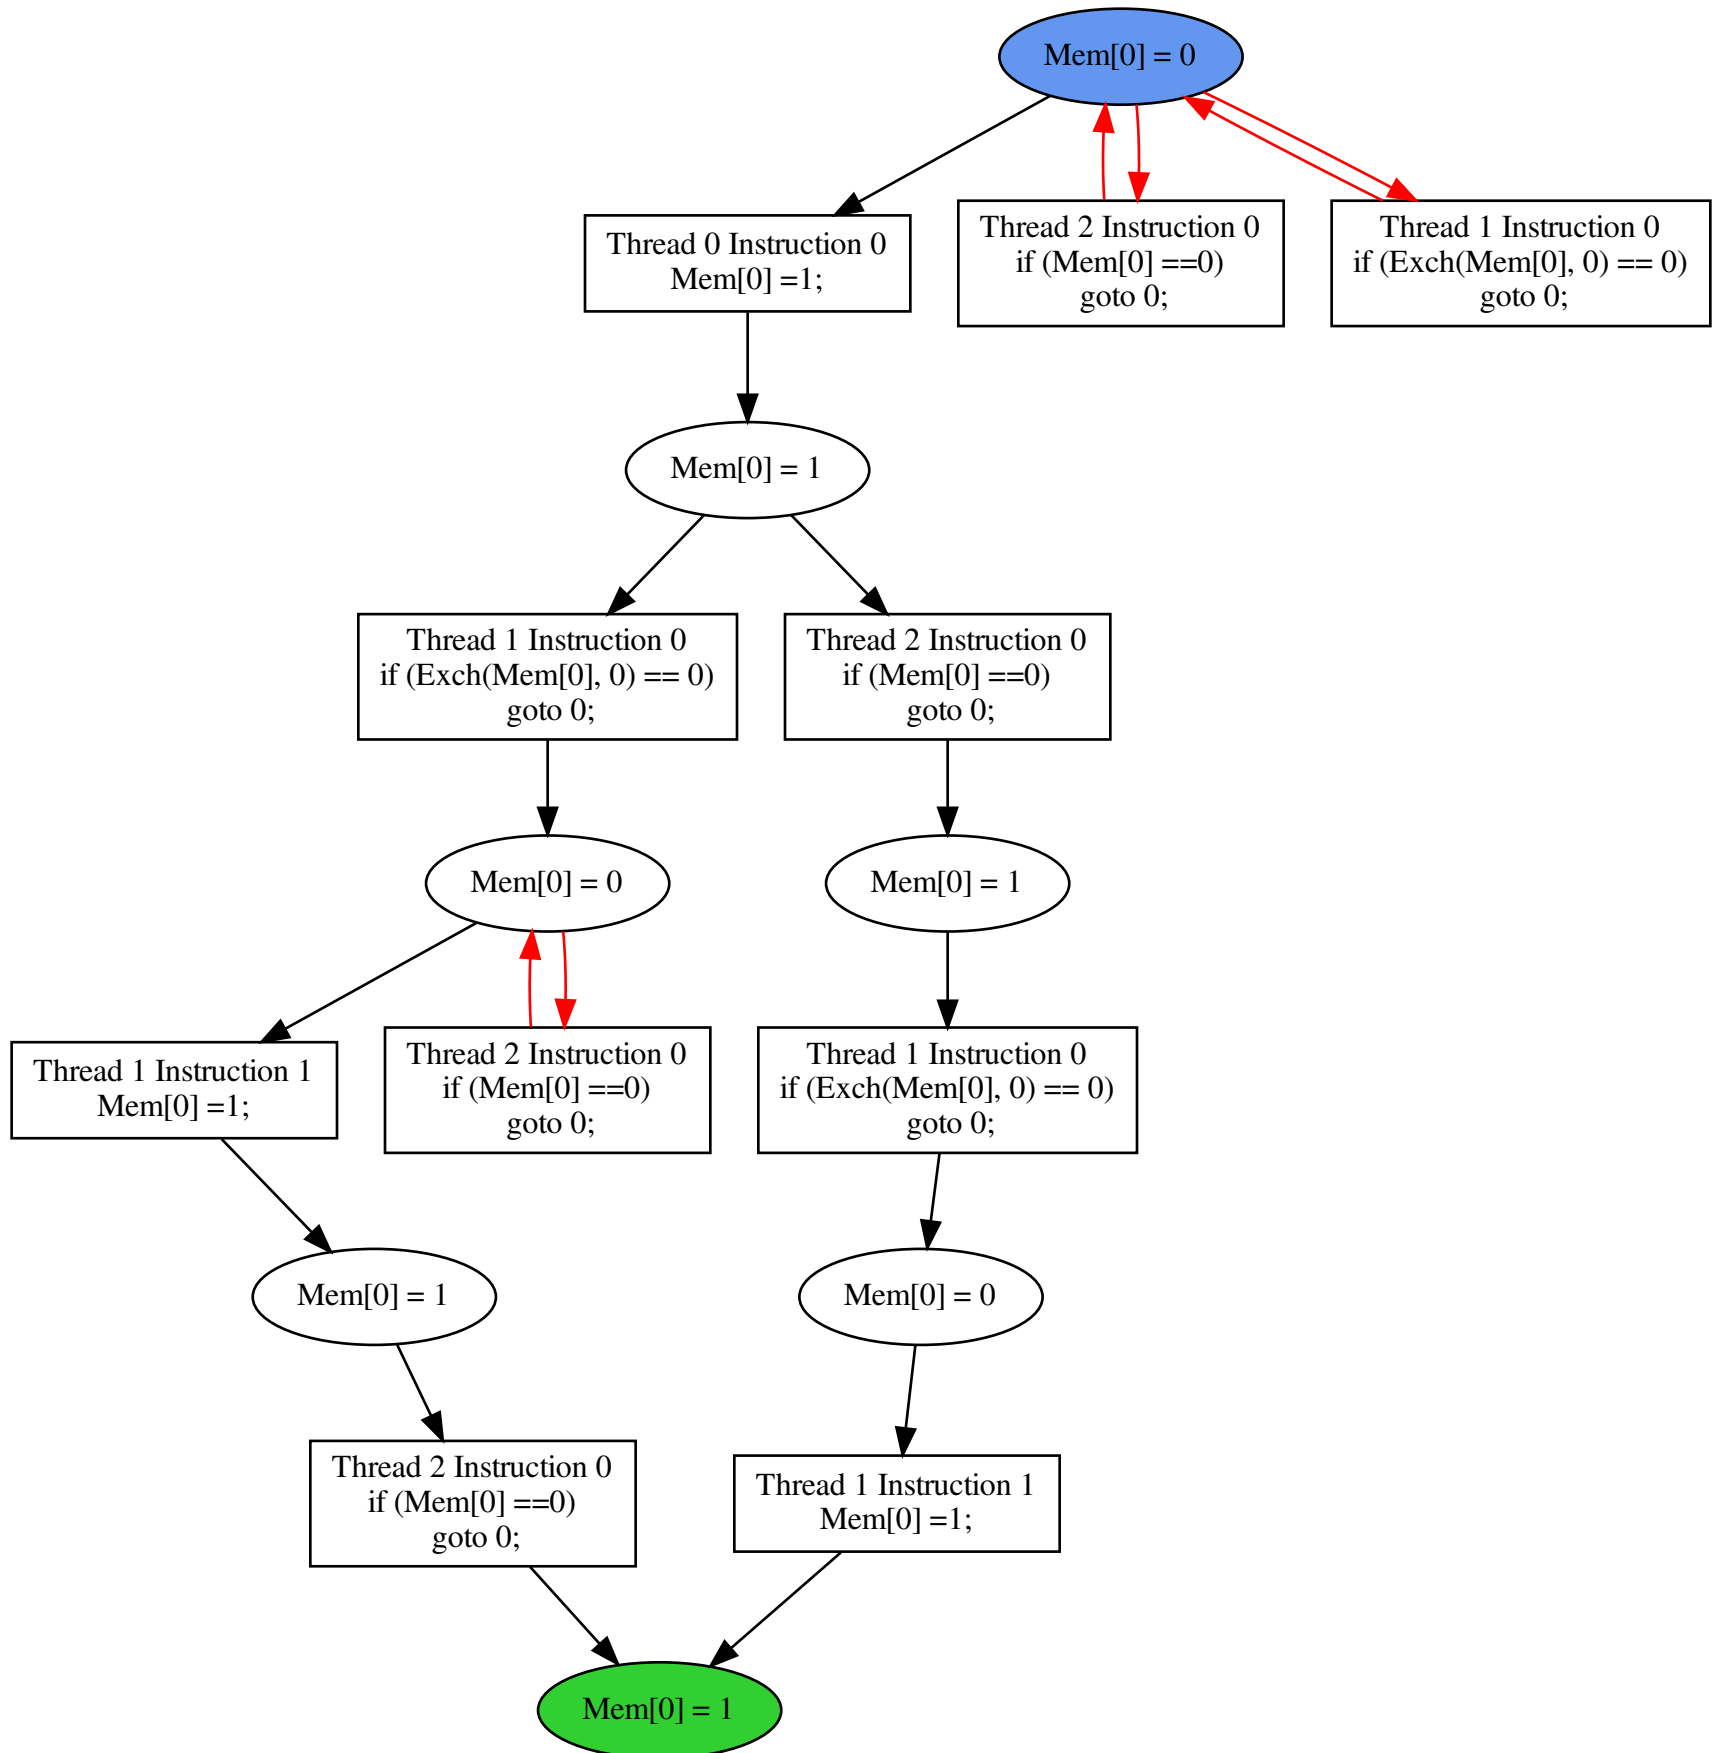 Mem[0] = 0
Thread 0 Instruction 0
Mem[0] =1;
Thread 2 Instruction 0
if (Mem[0] ==0)
goto 0;
Thread 1 Instruction 0
if (Exch(Mem[0], 0) == 0)
goto 0;
Mem[0] = 1
Thread 1 Instruction 0
if (Exch(Mem[0], 0) == 0)
goto 0;
Thread 2 Instruction 0
if (Mem[0] ==0)
goto 0;
Mem[0] = 0
Mem[0] = 1
Thread 1 Instruction 1
Mem[0] =1;
Thread 2 Instruction 0
if (Mem[0] ==0)
goto 0;
Thread 1 Instruction 0
if (Exch(Mem[0], 0) == 0)
goto 0;
Mem[0] = 1
Mem[0] = 0
Thread 2 Instruction 0
if (Mem[0] ==0)
goto 0;
Thread 1 Instruction 1
Mem[0] =1;
Mem[0] = 1